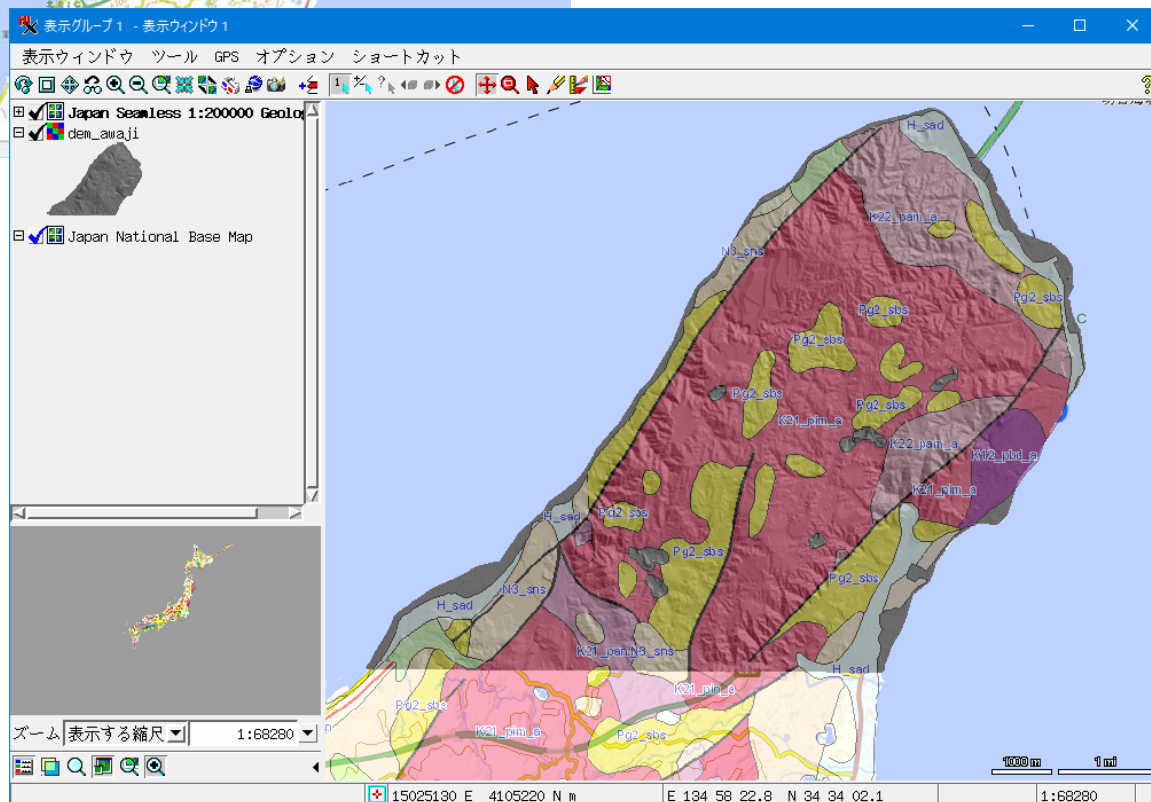 表示グループ 1 - 表示ウィンドウ 1
表示ウィンドウ ツール GPS オプション ショートカット
Japan Seamless 1:200000 Geolo
dem_awaji
Japan National Base Map
H_sad
K22_pam_a
N3_sns
Pg2_sbs
Pg2_sbs
C
Pg2_sbs
Pg2_sbs
Pg2_sbs
K21_pim_a
K22_pam_a
K12_pbd_a
K21_pim_a
H_sad
Pg2_sbs
Pg2_sbs
Pg2_sbs
N3_sns
H_sad
K21_pan
N3_sns
H_sad
K21_pim_a
Pg2_sbs
K21_pim_a
Pg2_sbs
ズーム 表示する縮尺 1:68280
1000 m 1 mi
15025130 E 4105220 N m E 134 58 22.8 N 34 34 02.1 1:68280